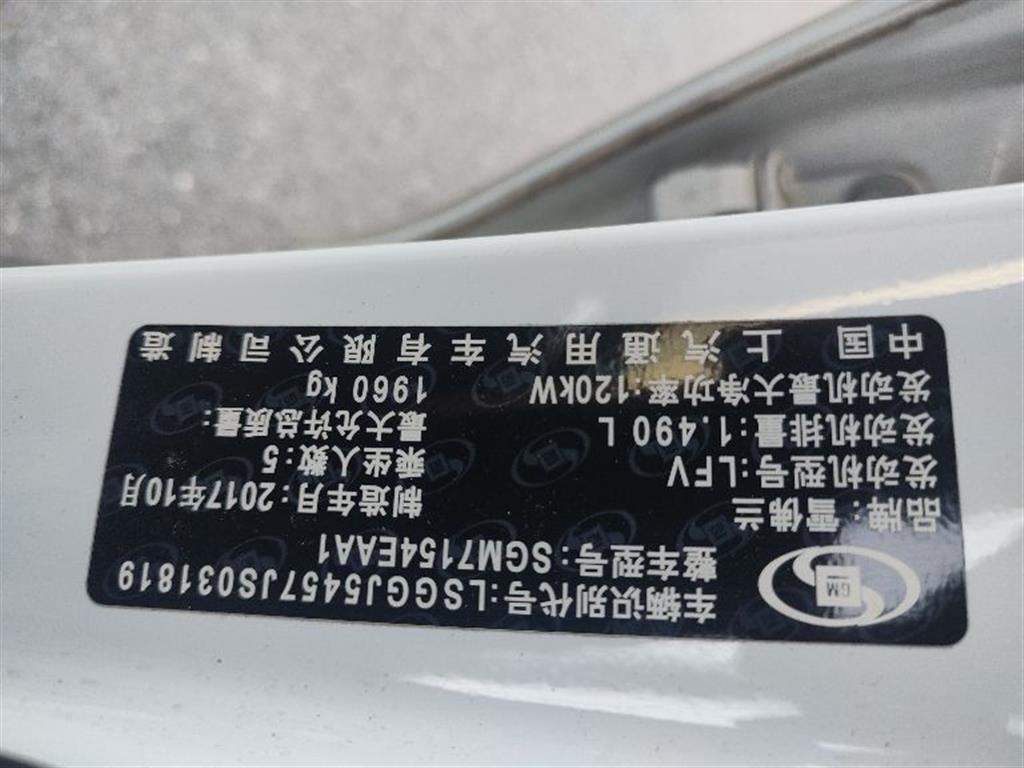 车辆识别代号:LSGGJ5457JS031819
整车型号:SGM7154EAA1
GM
品牌:雪佛兰 制造年月:2017年10月
发动机型号:LFV 乘坐人数:5
发动机排量:1.490 L 最大允许总质量:
发动机最大净功率:120kW 1960 kg
中国 上汽通用汽车有限公司制造